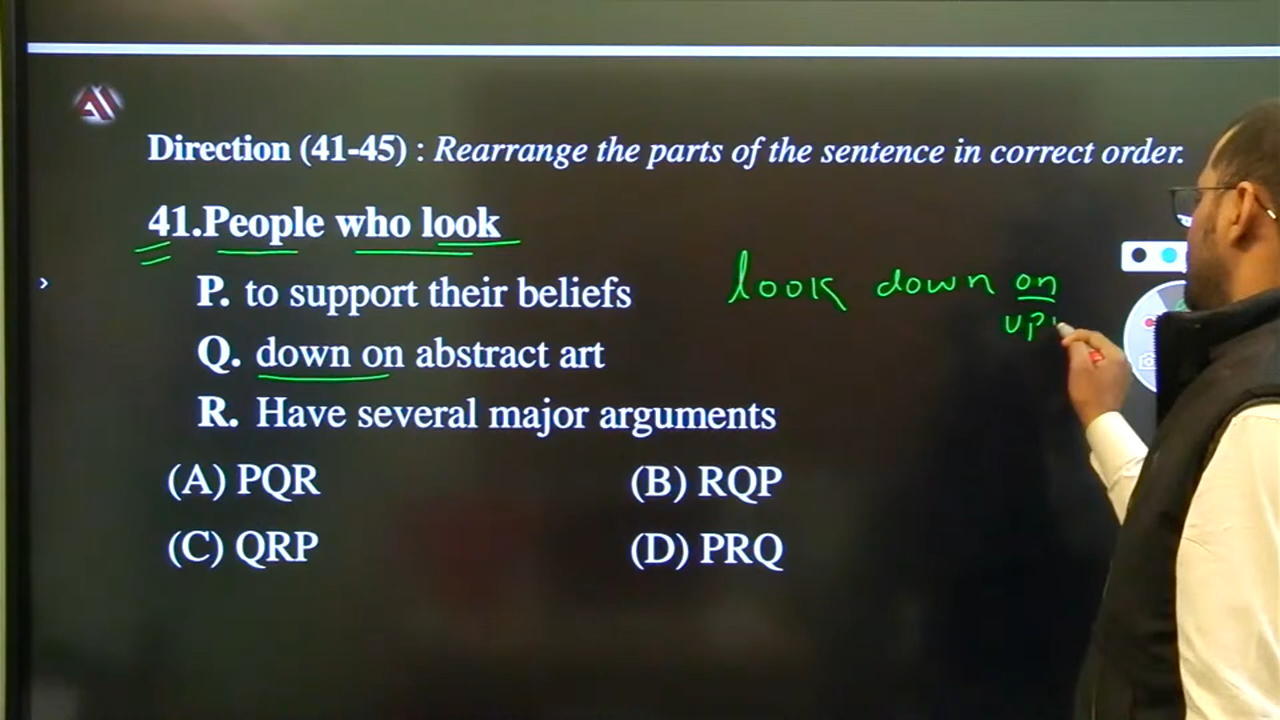 Direction (41-45) : Rearrange the parts of the sentence in correct order.
41.People who look
P. to support their beliefs
look down on
up
Q. down on abstract art
R. Have several major arguments
(A) PQR
(B) RQP
(C) QRP
(D) PRQ